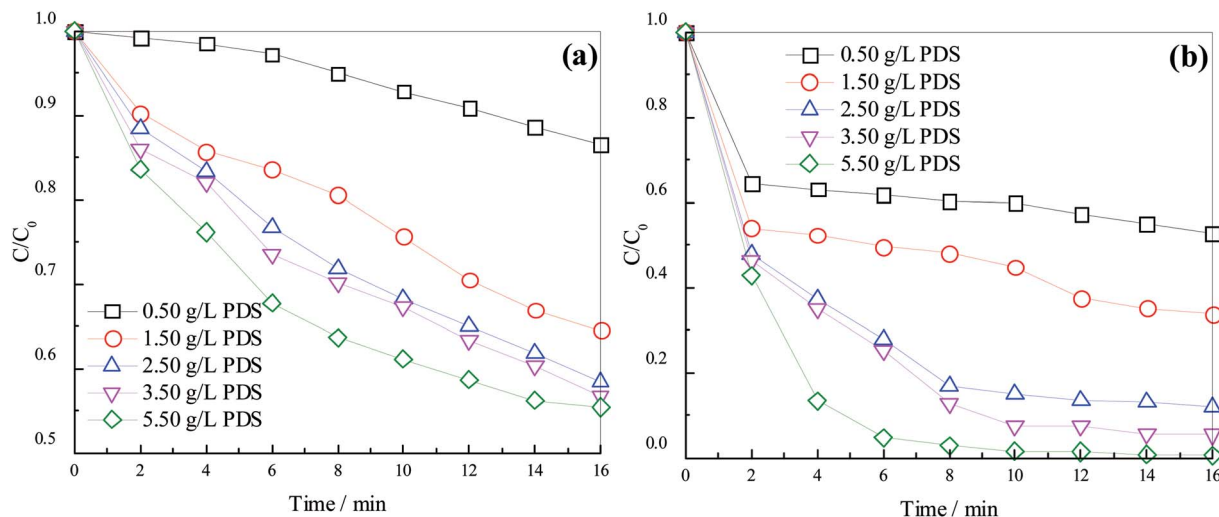 1.0
0.9
0.8
0.7
0.6
0.5
C/C0
(a)
0.50 g/L PDS
1.50 g/L PDS
2.50 g/L PDS
3.50 g/L PDS
5.50 g/L PDS
0 2 4 6 8 10 12 14 16
Time / min
1.0
0.8
0.6
0.4
0.2
0.0
C/C0
(b)
0.50 g/L PDS
1.50 g/L PDS
2.50 g/L PDS
3.50 g/L PDS
5.50 g/L PDS
0 2 4 6 8 10 12 14 16
Time / min